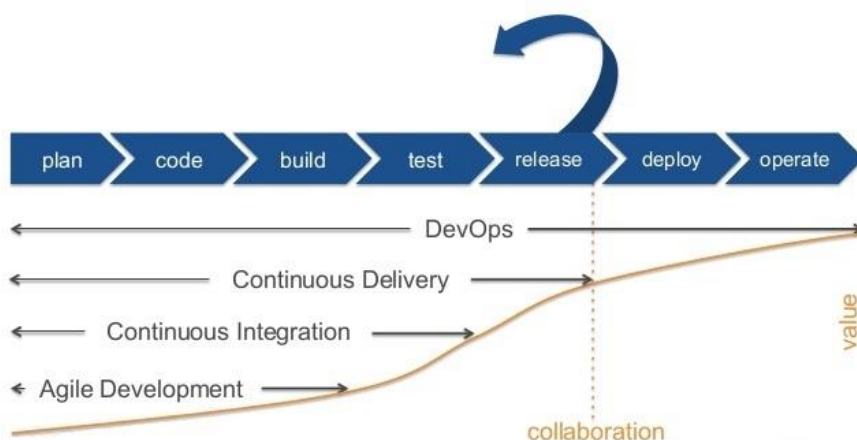 plan code build test release deploy operate
DevOps
Continuous Delivery
value
Continuous Integration
Agile Development
collaboration